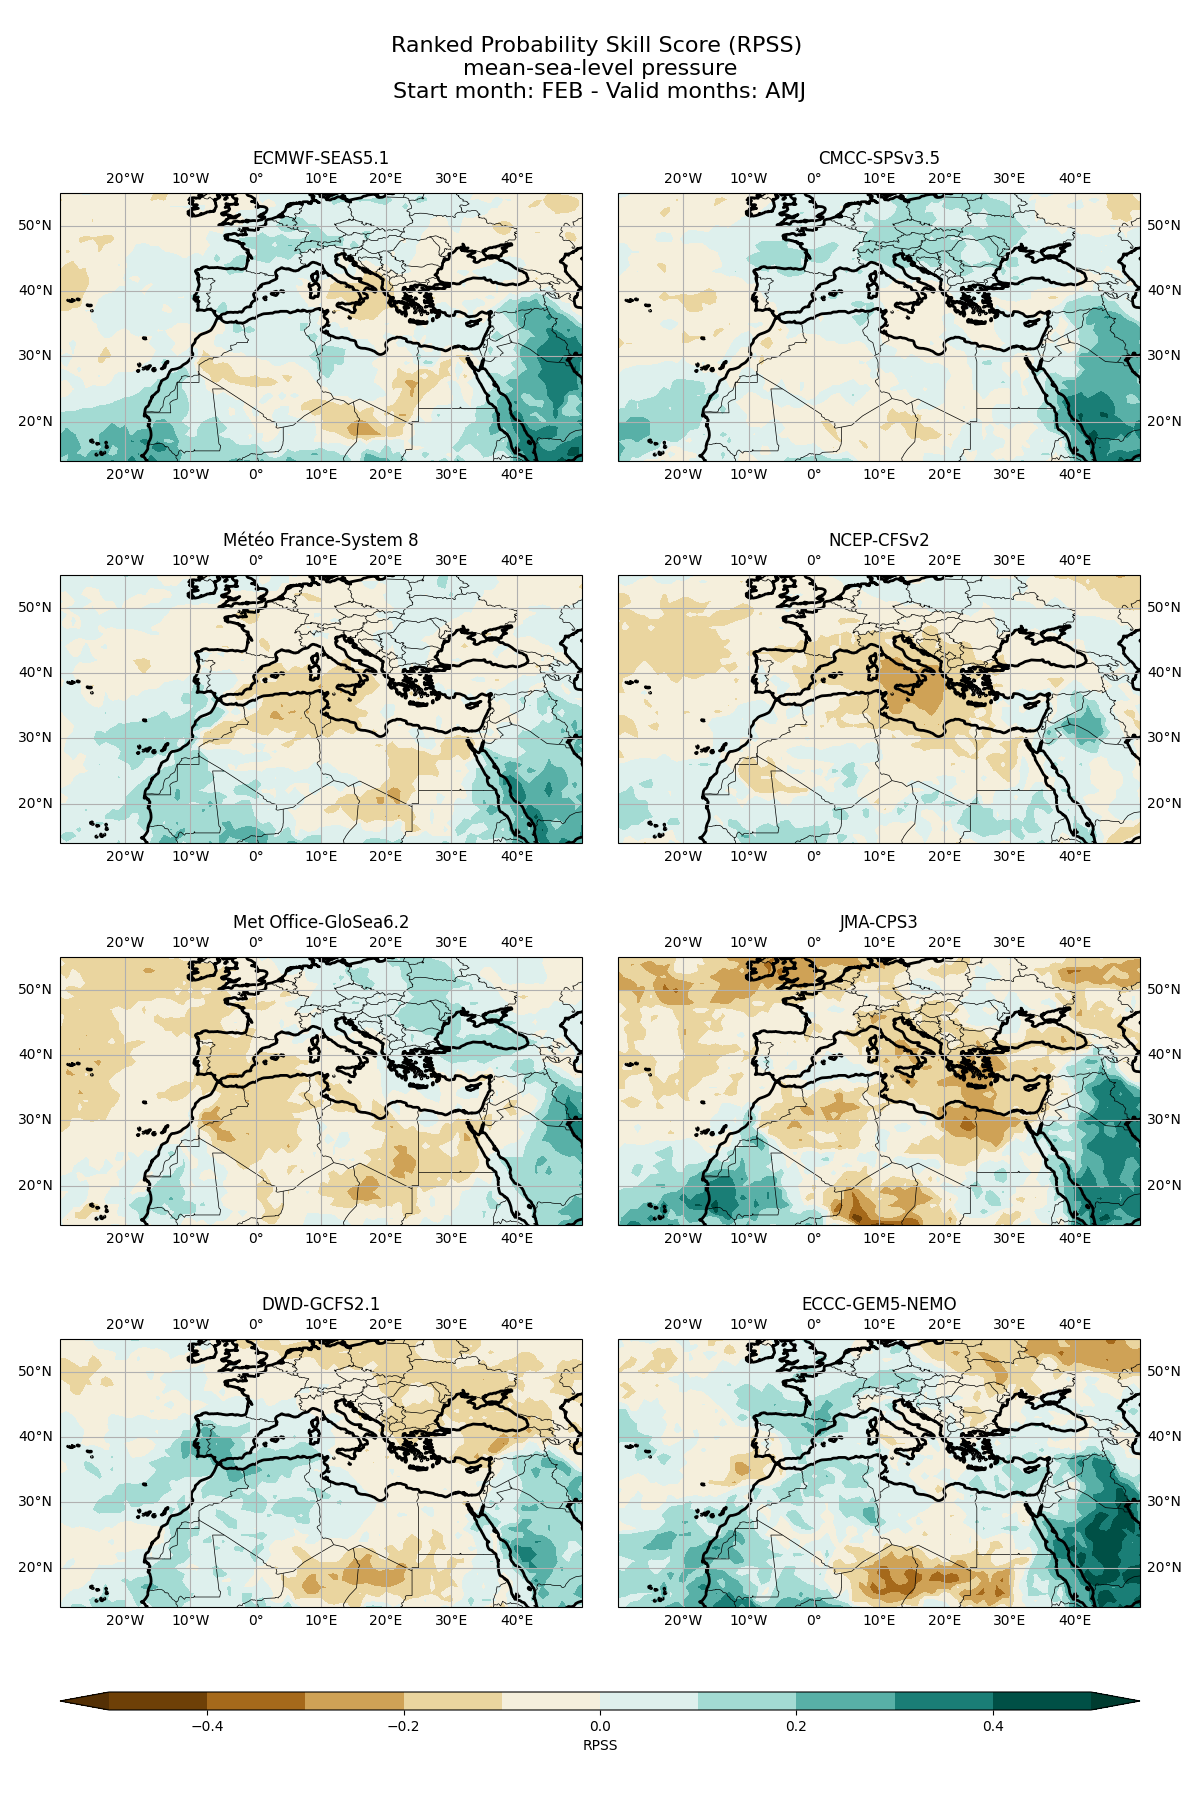 Ranked Probability Skill Score (RPSS)
mean-sea-level pressure
Start month: FEB - Valid months: AMJ
ECMWF-SEAS5.1 CMCC-SPSv3.5
20°W 10°W 0° 10°E 20°E 30°E 40°E 20°W 10°W 0° 10°E 20°E 30°E 40°E
50°N 50°N
40°N 40°N
30°N 30°N
20°N 20°N
20°W 10°W 0° 10°E 20°E 30°E 40°E 20°W 10°W 0° 10°E 20°E 30°E 40°E
Météo France-System 8 NCEP-CFSv2
20°W 10°W 0° 10°E 20°E 30°E 40°E 20°W 10°W 0° 10°E 20°E 30°E 40°E
50°N 50°N
40°N 40°N
30°N 30°N
20°N 20°N
20°W 10°W 0° 10°E 20°E 30°E 40°E 20°W 10°W 0° 10°E 20°E 30°E 40°E
Met Office-GloSea6.2 JMA-CPS3
20°W 10°W 0° 10°E 20°E 30°E 40°E 20°W 10°W 0° 10°E 20°E 30°E 40°E
50°N 50°N
40°N 40°N
30°N 30°N
20°N 20°N
20°W 10°W 0° 10°E 20°E 30°E 40°E 20°W 10°W 0° 10°E 20°E 30°E 40°E
DWD-GCFS2.1 ECCC-GEM5-NEMO
20°W 10°W 0° 10°E 20°E 30°E 40°E 20°W 10°W 0° 10°E 20°E 30°E 40°E
50°N 50°N
40°N 40°N
30°N 30°N
20°N 20°N
20°W 10°W 0° 10°E 20°E 30°E 40°E 20°W 10°W 0° 10°E 20°E 30°E 40°E
−0.4 −0.2 0.0 0.2 0.4
RPSS